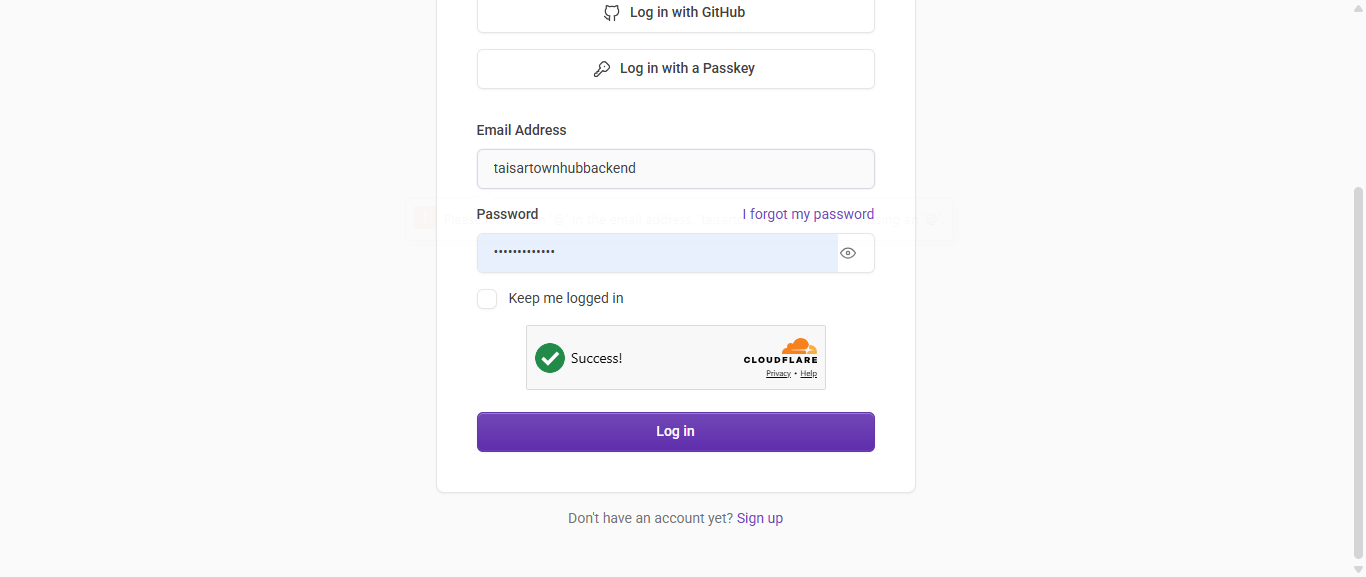 Log in with GitHub
Log in with a Passkey
Email Address
taisartownhubbackend
Password
I forgot my password
•••••••••••••
Keep me logged in
Success!
CLOUDFLARE
Privacy • Help
Log in
Don't have an account yet? Sign up